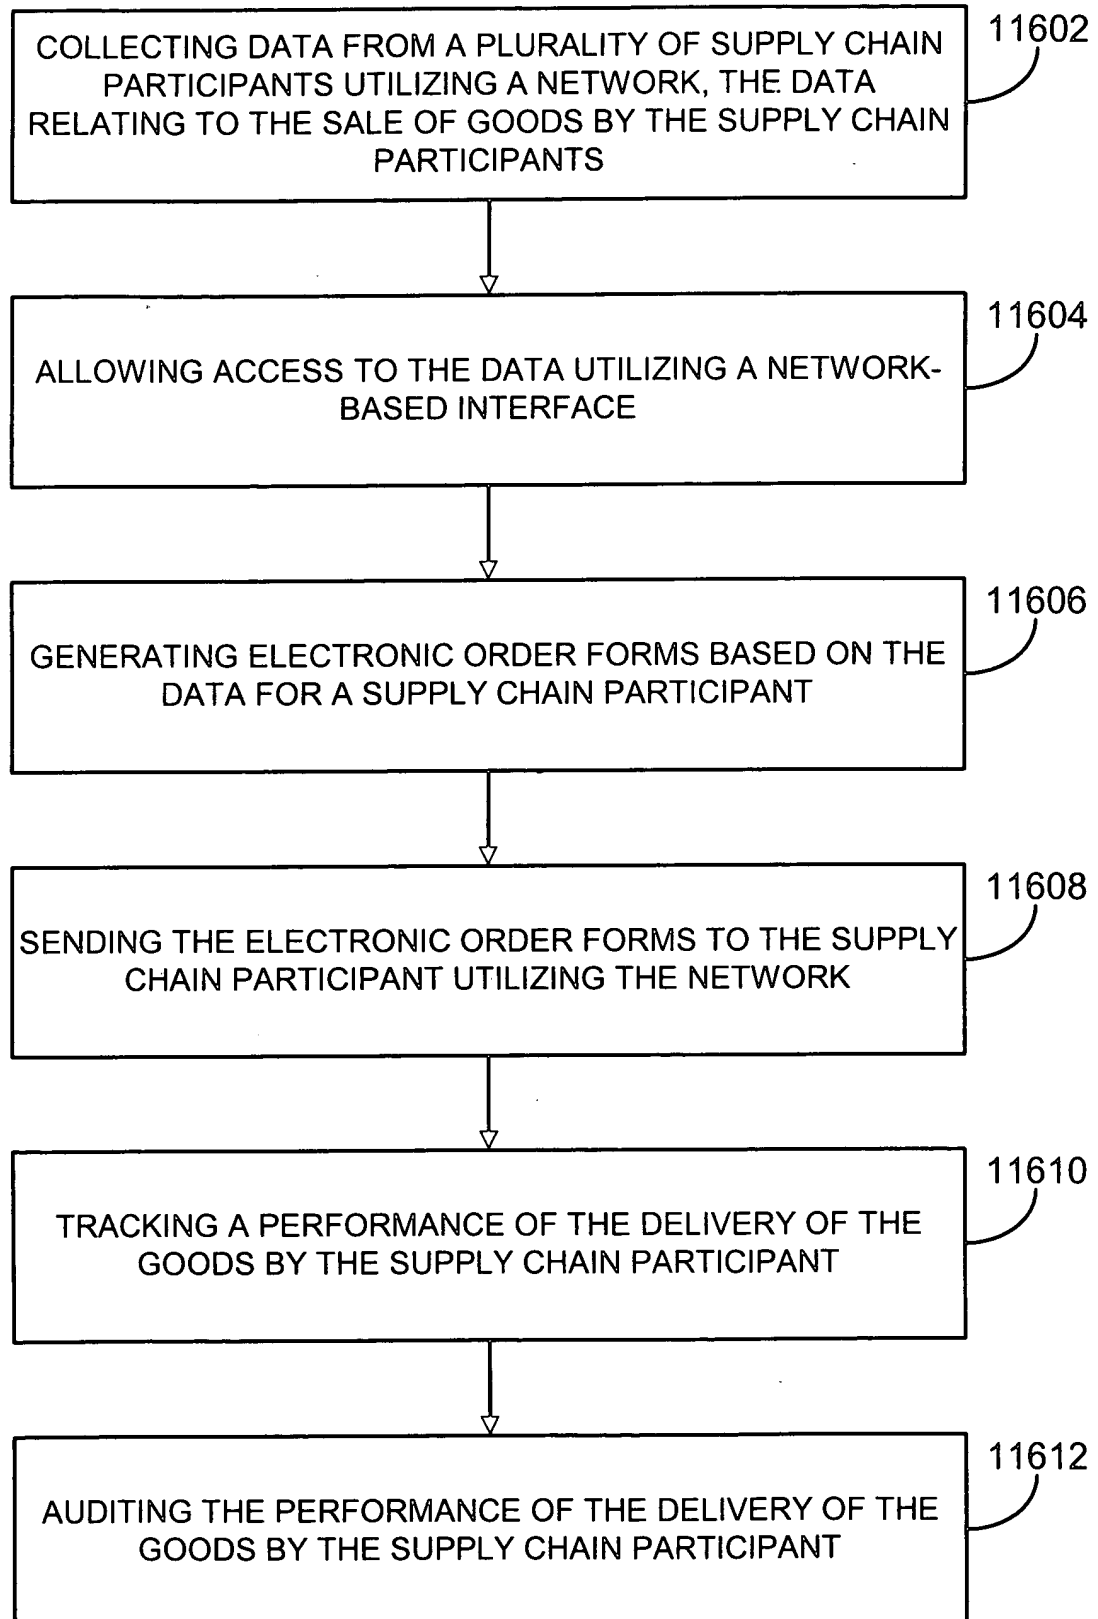 11602
COLLECTING DATA FROM A PLURALITY OF SUPPLY CHAIN
PARTICIPANTS UTILIZING A NETWORK, THE DATA
RELATING TO THE SALE OF GOODS BY THE SUPPLY CHAIN
PARTICIPANTS
11604
ALLOWING ACCESS TO THE DATA UTILIZING A NETWORK-
BASED INTERFACE
11606
GENERATING ELECTRONIC ORDER FORMS BASED ON THE
DATA FOR A SUPPLY CHAIN PARTICIPANT
11608
SENDING THE ELECTRONIC ORDER FORMS TO THE SUPPLY
CHAIN PARTICIPANT UTILIZING THE NETWORK
11610
TRACKING A PERFORMANCE OF THE DELIVERY OF THE
GOODS BY THE SUPPLY CHAIN PARTICIPANT
11612
AUDITING THE PERFORMANCE OF THE DELIVERY OF THE
GOODS BY THE SUPPLY CHAIN PARTICIPANT